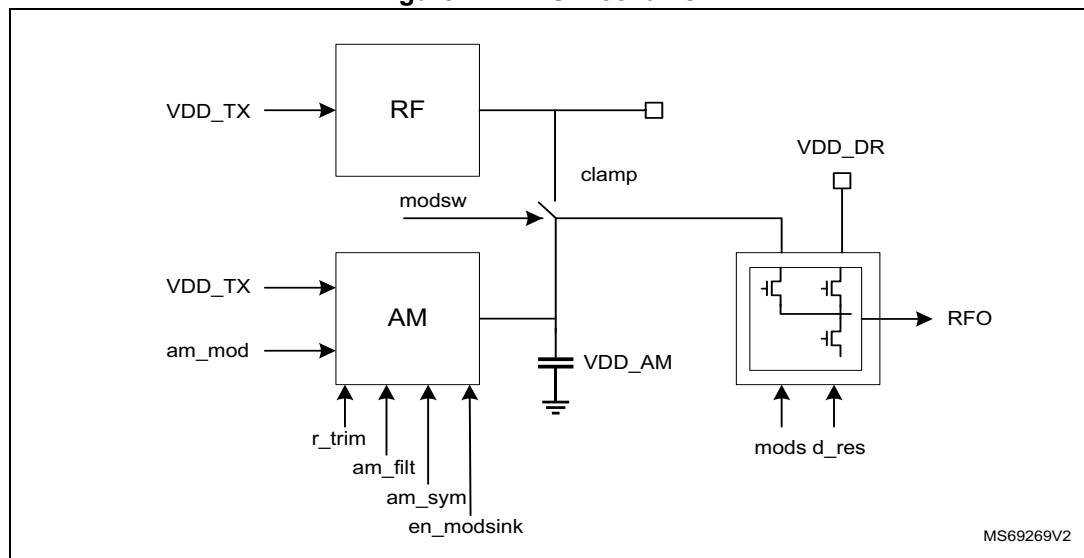 VDD_TX
RF
VDD_DR
clamp
modsw
VDD_TX
AM
RFO
am_mod
VDD_AM
r_trim
mods d_res
am_filt
am_sym
en_modsink
MS69269V2